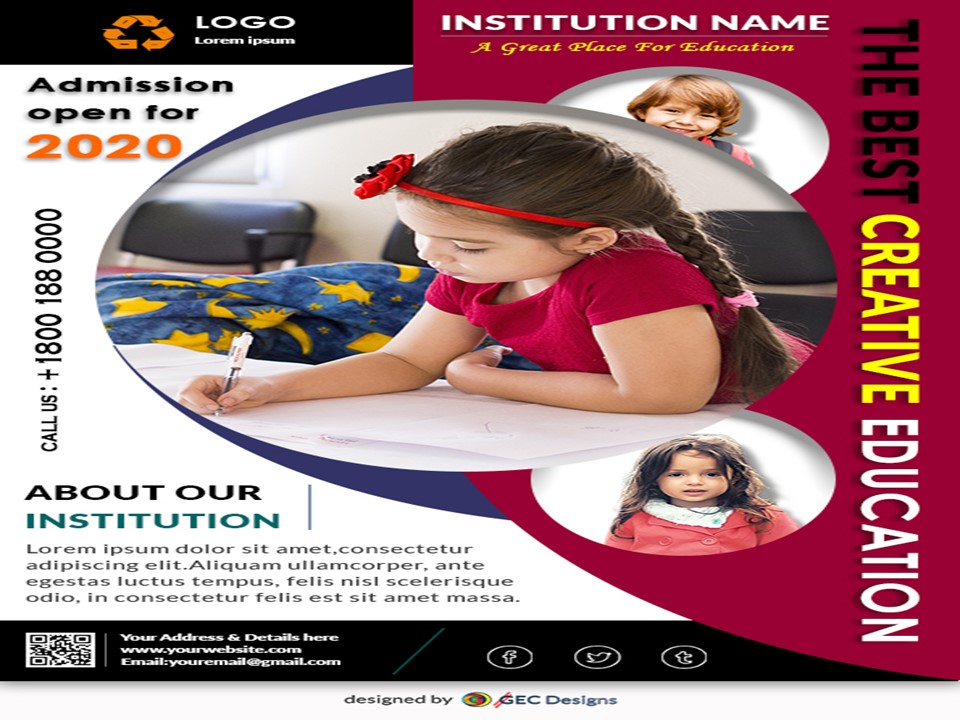 LOGO
Lorem ipsum
INSTITUTION NAME
A Great Place For Education
Admission
open for
2020
CALL US : +1800 188 0000
THE BEST CREATIVE EDUCATION
ABOUT OUR
INSTITUTION
Lorem ipsum dolor sit amet,consectetur
adipiscing elit.Aliquam ullamcorper, ante
egestas luctus tempus, felis nisl scelerisque
odio, in consectetur felis est sit amet massa.
Your Address & Details here
www.yourwebsite.com
Email:youremail@gmail.com
designed by GEC Designs